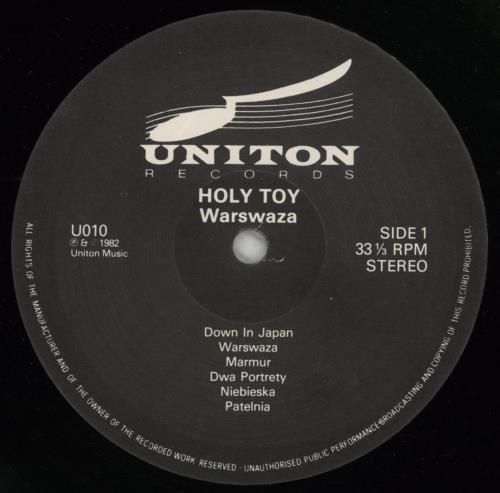 UNITON
RECORDS
HOLY TOY
Warswaza
U010
℗ & © 1982
Uniton Music
SIDE 1
33 ⅓ RPM
STEREO
Down In Japan
Warswaza
Marmur
Dwa Portrety
Niebieska
Patelnia
ALL RIGHTS OF THE MANUFACTURER AND OF THE OWNER OF THE RECORDED WORK RESERVED · UNAUTHORISED PUBLIC PERFORMANCE BROADCASTING AND COPYING OF THIS RECORD PROHIBITED.